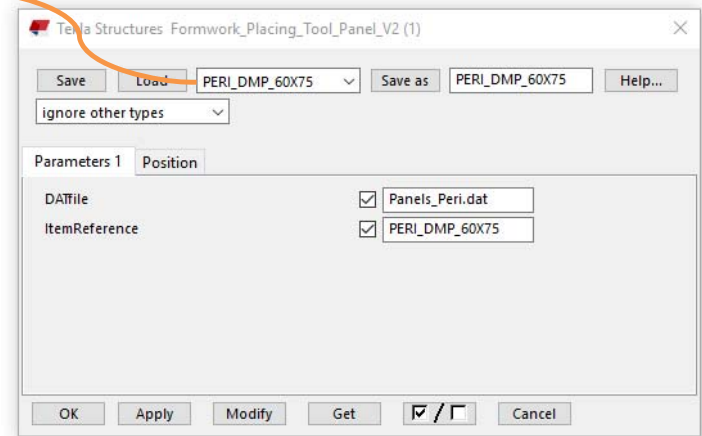 Tekla Structures Formwork_Placing_Tool_Panel_V2 (1)
Save Load PERI_DMP_60X75 Save as PERI_DMP_60X75 Help...
ignore other types
Parameters 1 Position
DATfile Panels_Peri.dat
ItemReference PERI_DMP_60X75
OK Apply Modify Get / Cancel